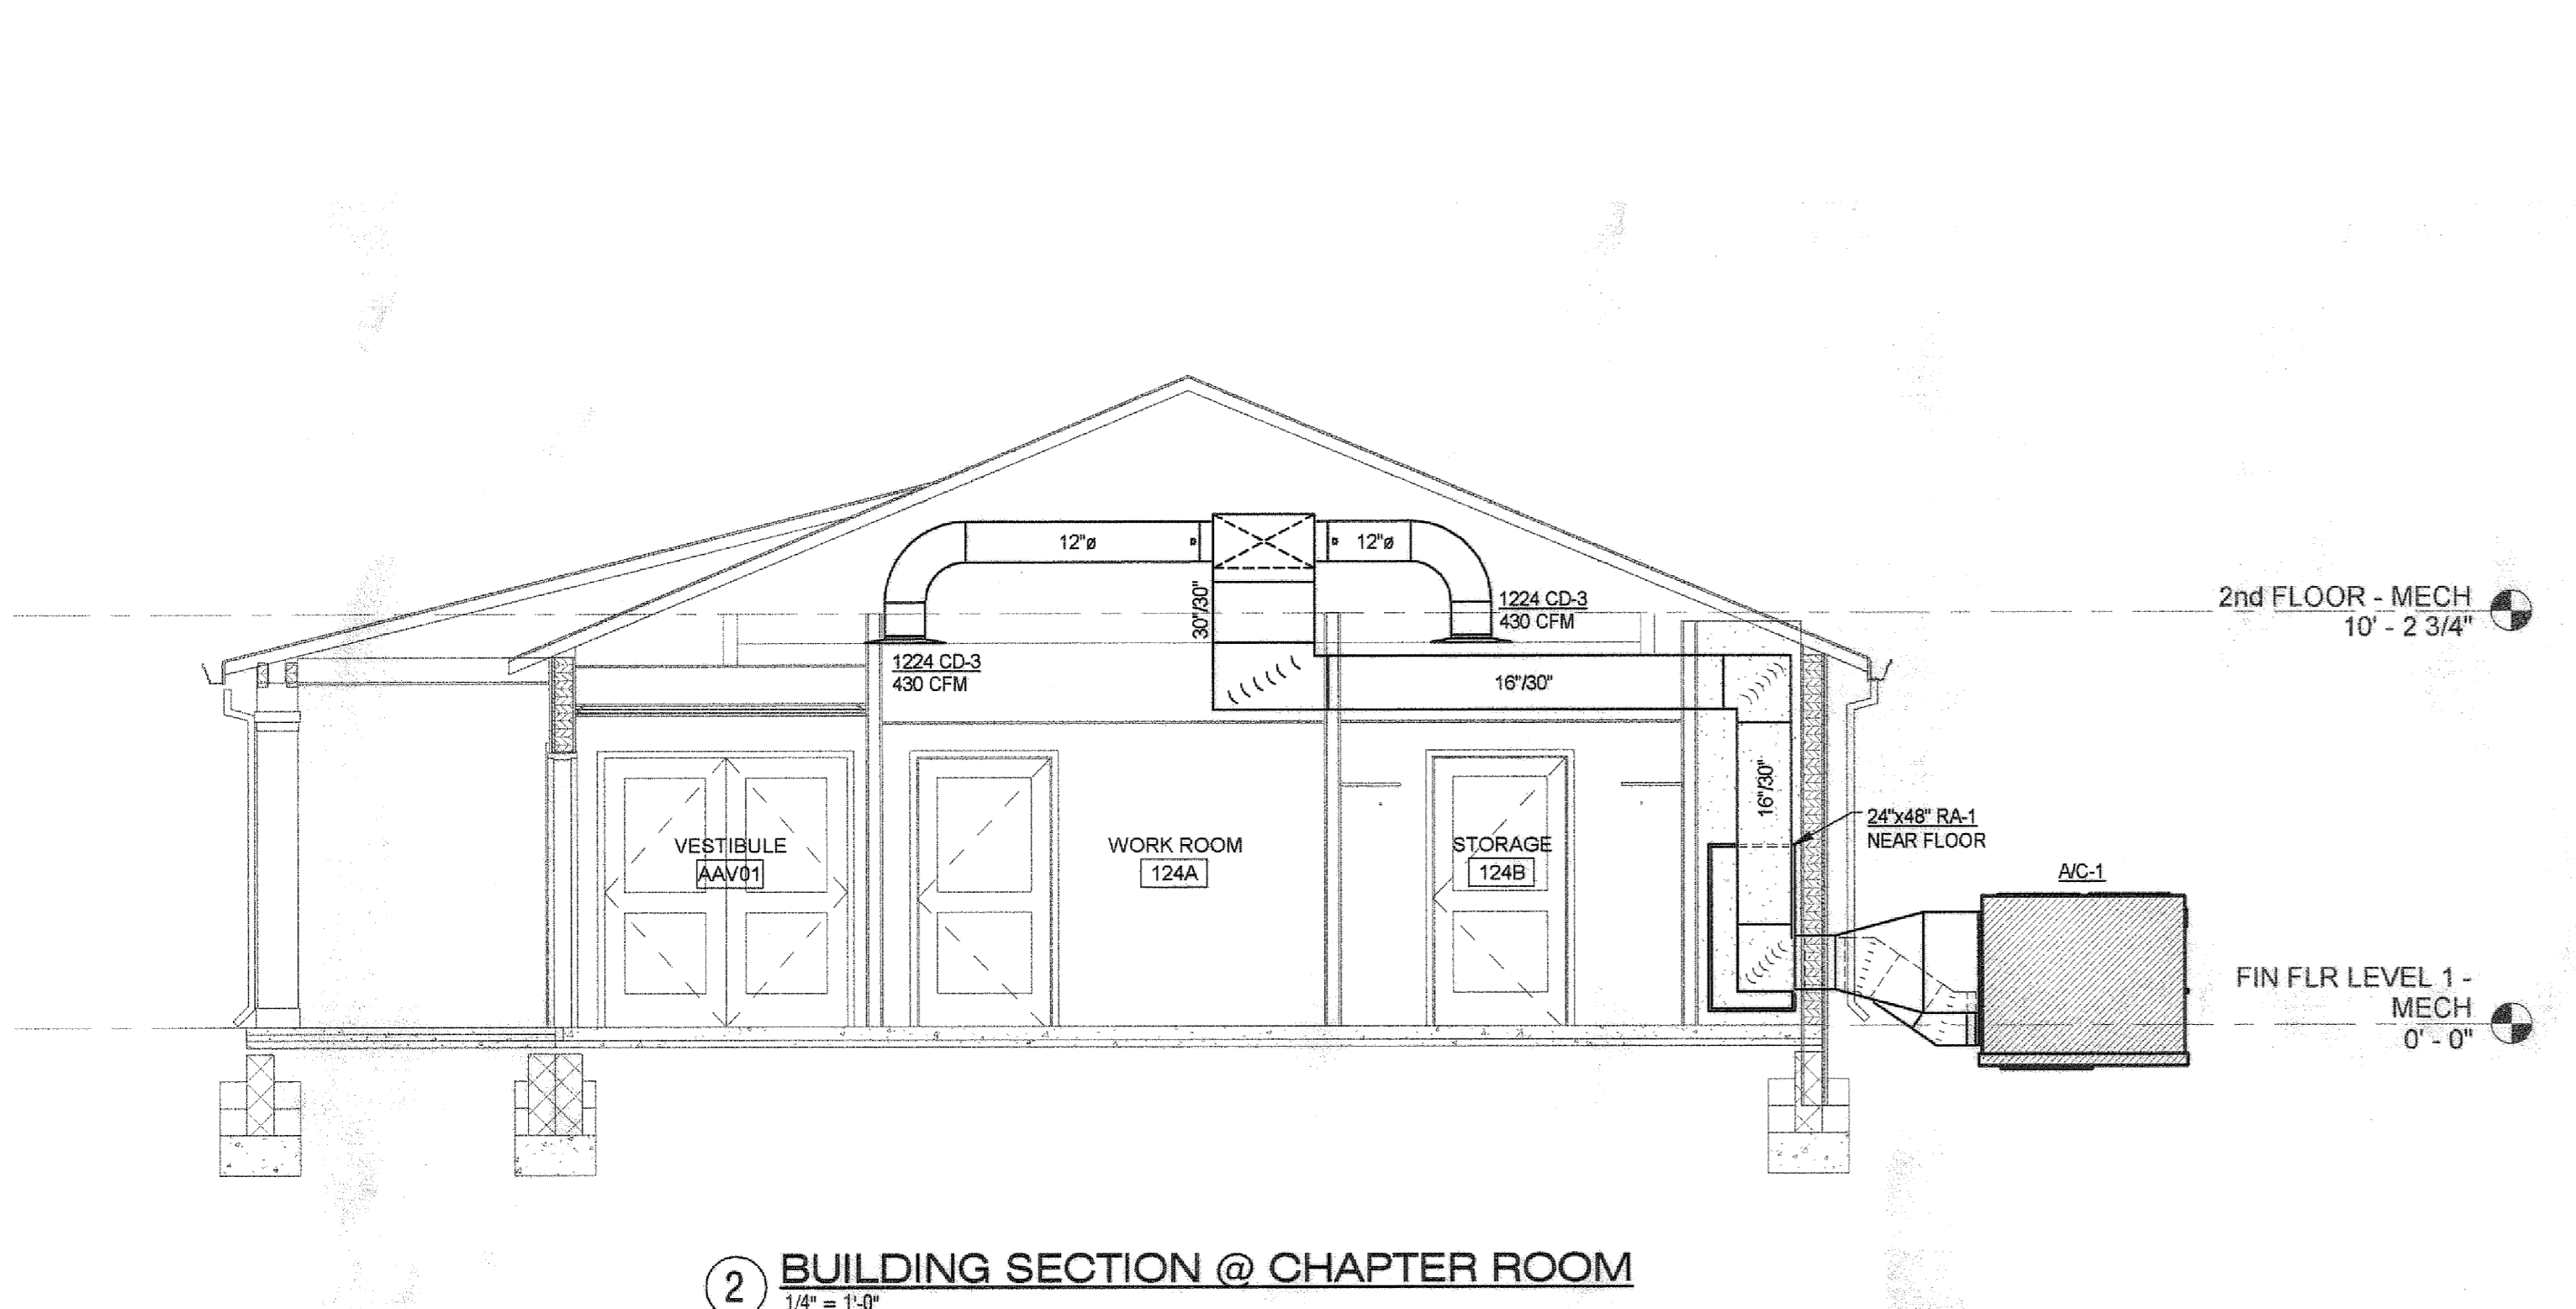 12"ø
12"ø
30"/30"
1224 CD-3
430 CFM
2nd FLOOR - MECH
10' - 2 3/4"
1224 CD-3
430 CFM
16"/30"
16"/30"
24"x48" RA-1
NEAR FLOOR
VESTIBULE
AAV01
WORK ROOM
124A
STORAGE
124B
A/C-1
FIN FLR LEVEL 1 -
MECH
0' - 0"
2
BUILDING SECTION @ CHAPTER ROOM
1/4" = 1'-0"